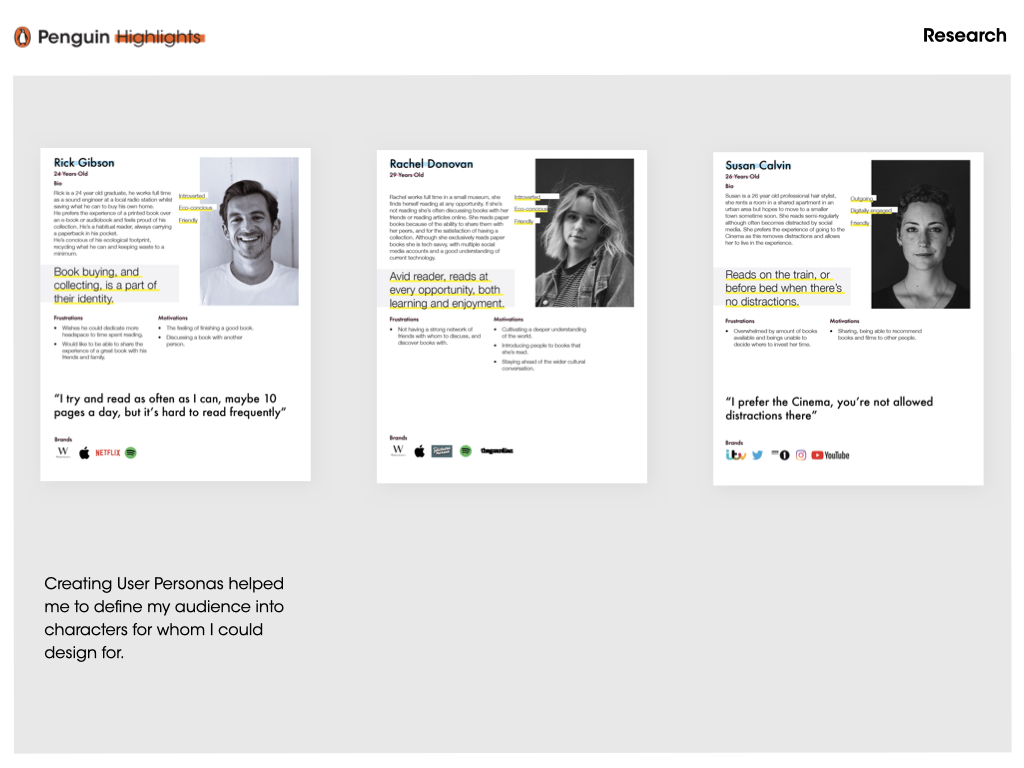 Penguin Highlights
Research
Rick Gibson
24 Years Old
Bio
Rick is a 24 year old graduate, he works full time
as a sound engineer at a local radio station whilst
saving what he can to buy his own home.
He prefers the experience of a printed book over
an e-book or audiobook and feels proud of his
collection. He's a habitual reader, always carrying
a paperback in his pocket.
He's concious of his ecological footprint,
recycling what he can and keeping waste to a
minimum.
Introverted
Eco-concious
Friendly
Book buying, and
collecting, is a part of
their identity.
Frustrations
Wishes he could dedicate more
headspace to time spent reading.
Would like to be able to share the
experience of a great book with his
friends and family.
Motivations
The feeling of finishing a good book.
Discussing a book with another
person.
“I try and read as often as I can, maybe 10
pages a day, but it’s hard to read frequently”
Brands
W
NETFLIX
Rachel Donovan
29 Years Old
Rachel works full time in a small museum, she
finds herself reading at any opportunity. If she's
not reading she's often discussing books with her
friends or reading articles online. She reads paper
books because of the ability to share them with
her peers, and for the satisfaction of having a
collection. Although she exclusively reads paper
books she is tech savvy, with multiple social
media accounts and a good understanding of
current technology.
Introverted
Eco-concious
Friendly
Avid reader, reads at
every opportunity, both
learning and enjoyment.
Frustrations
Not having a strong network of
friends with whom to discuss, and
discover books with.
Motivations
Cultivating a deeper understanding
of the world.
Introducing people to books that
she's read.
Staying ahead of the wider cultural
conversation.
Brands
W
Susan Calvin
26 Years Old
Bio
Susan is a 26 year old professional hair stylist,
she rents a room in a shared apartment in an
urban area but hopes to move to a smaller
town sometime soon. She reads semi-regularly
although often becomes distracted by social
media. She prefers the experience of going to the
Cinema as this removes distractions and allows
her to live in the experience.
Outgoing
Digitally engaged
Friendly
Reads on the train, or
before bed when there’s
no distractions.
Frustrations
Overwhelmed by amount of books
available and beings unable to
decide where to invest her time.
Motivations
Sharing, being able to recommend
books and films to other people.
“I prefer the Cinema, you’re not allowed
distractions there”
Brands
itv
YouTube
Creating User Personas helped
me to define my audience into
characters for whom I could
design for.